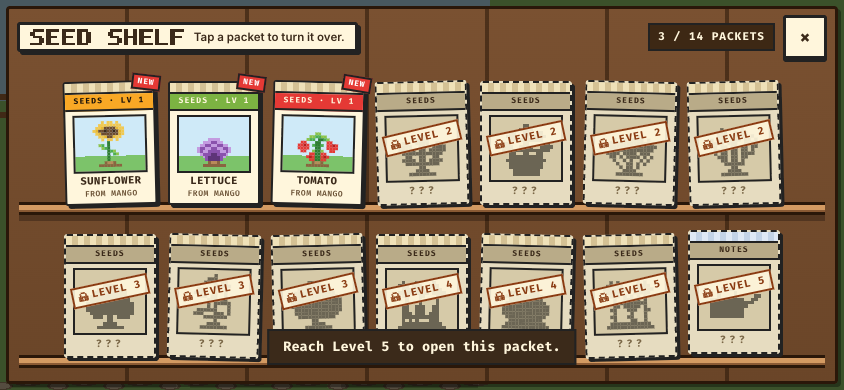 SEED SHELF Tap a packet to turn it over.
3 / 14 PACKETS
×
NEW
NEW
NEW
SEEDS · LV 1
SEEDS · LV 1
SEEDS · LV 1
SEEDS
SEEDS
SEEDS
SEEDS
LEVEL 2
LEVEL 2
LEVEL 2
LEVEL 2
SUNFLOWER
LETTUCE
TOMATO
FROM MANGO
FROM MANGO
FROM MANGO
???
???
???
???
SEEDS
SEEDS
SEEDS
SEEDS
SEEDS
SEEDS
NOTES
LEVEL 3
LEVEL 3
LEVEL 3
LEVEL 4
LEVEL 4
LEVEL 5
LEVEL 5
???
???
???
???
Reach Level 5 to open this packet.